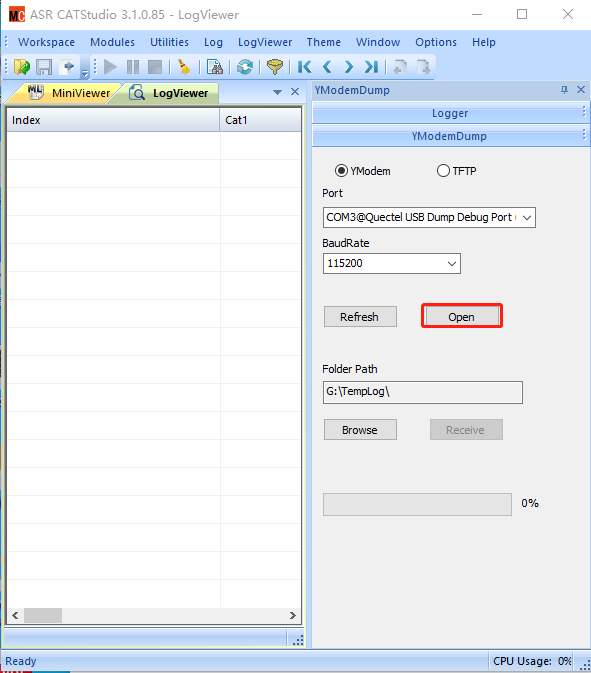 MC ASR CATStudio 3.1.0.85 - LogViewer
Workspace Modules Utilities Log LogViewer Theme Window Options Help
ML MiniViewer LogViewer
YModemDump
Index Cat1
Logger
YModemDump
YModem TFTP
Port
COM3@Quectel USB Dump Debug Port (
BaudRate
115200
Refresh Open
Folder Path
G:\TempLog\
Browse Receive
0%
Ready CPU Usage: 0%